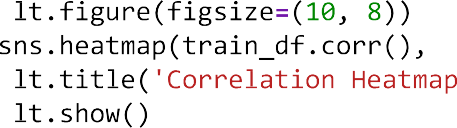 lt.figure(figsize=(10, 8))
sns.heatmap(train_df.corr(),
lt.title('Correlation Heatmap
lt.show()